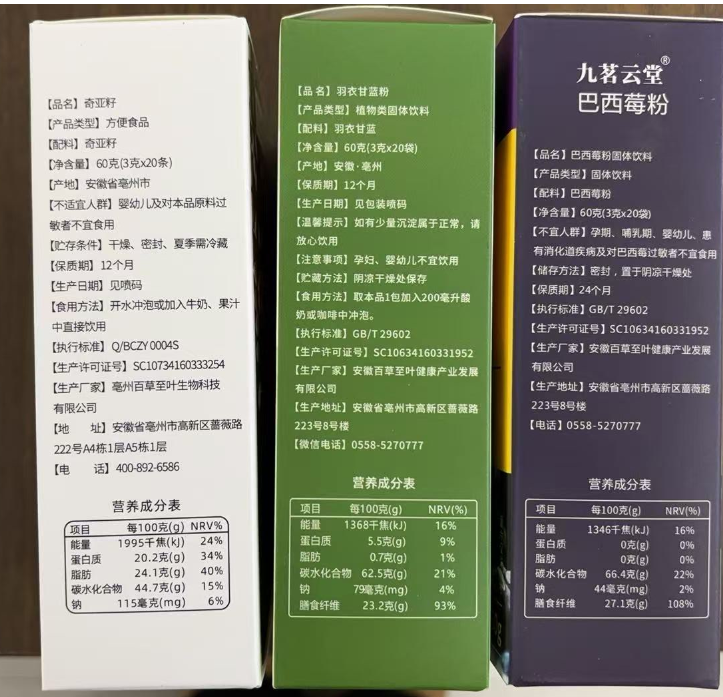 【品名】奇亚籽
【产品类型】方便食品
【配料】奇亚籽
【净含量】60克(3克x20条)
【产地】安徽省亳州市
【不适宜人群】婴幼儿及对本品原料过
敏者不宜食用
【贮存条件】干燥、密封、夏季需冷藏
【保质期】12个月
【生产日期】见喷码
【食用方法】开水冲泡或加入牛奶、果汁
中直接饮用
【执行标准】Q/BCZY 0004S
【生产许可证号】SC10734160333254
【生产厂家】亳州百草至叶生物科技
有限公司
【地 址】安徽省亳州市高新区蔷薇路
222号A4栋1层A5栋1层
【电 话】400-892-6586
营养成分表
项目 每100克(g) NRV%
能量 1995千焦(kJ) 24%
蛋白质 20.2克(g) 34%
脂肪 24.1克(g) 40%
碳水化合物 44.7克(g) 15%
钠 115毫克(mg) 6%
【品名】羽衣甘蓝粉
【产品类型】植物类固体饮料
【配料】羽衣甘蓝
【净含量】60克(3克x20袋)
【产地】安徽·亳州
【保质期】12个月
【生产日期】见包装喷码
【温馨提示】如有少量沉淀属于正常，请
放心饮用
【注意事项】孕妇、婴幼儿不宜饮用
【贮藏方法】阴凉干燥处保存
【食用方法】取本品1包加入200毫升酸
奶或咖啡中冲泡。
【执行标准】GB/T 29602
【生产许可证号】SC10634160331952
【生产厂家】安徽百草至叶健康产业发展
有限公司
【生产地址】安徽省亳州市高新区蔷薇路
223号8号楼
【微信电话】0558-5270777
营养成分表
项目 每100克(g) NRV(%)
能量 1368千焦(kJ) 16%
蛋白质 5.5克(g) 9%
脂肪 0.7克(g) 1%
碳水化合物 62.5克(g) 21%
钠 79毫克(mg) 4%
膳食纤维 23.2克(g) 93%
九茗云堂®
巴西莓粉
【品名】巴西莓粉固体饮料
【产品类型】固体饮料
【配料】巴西莓粉
【净含量】60克(3克x20袋)
【不宜人群】孕期、哺乳期、婴幼儿、患
有消化道疾病及对巴西莓过敏者不宜食用
【储存方法】密封，置于阴凉干燥处
【保质期】24个月
【执行标准】GB/T 29602
【生产许可证号】SC10634160331952
【生产厂家】安徽百草至叶健康产业发展
有限公司
【生产地址】安徽省亳州市高新区蔷薇路
223号8号楼
【电话】0558-5270777
营养成分表
项目 每100克(g) NRV(%)
能量 1346千焦(kJ) 16%
蛋白质 0克(g) 0%
脂肪 0克(g) 0%
碳水化合物 66.4克(g) 22%
钠 44毫克(mg) 2%
膳食纤维 27.1克(g) 108%